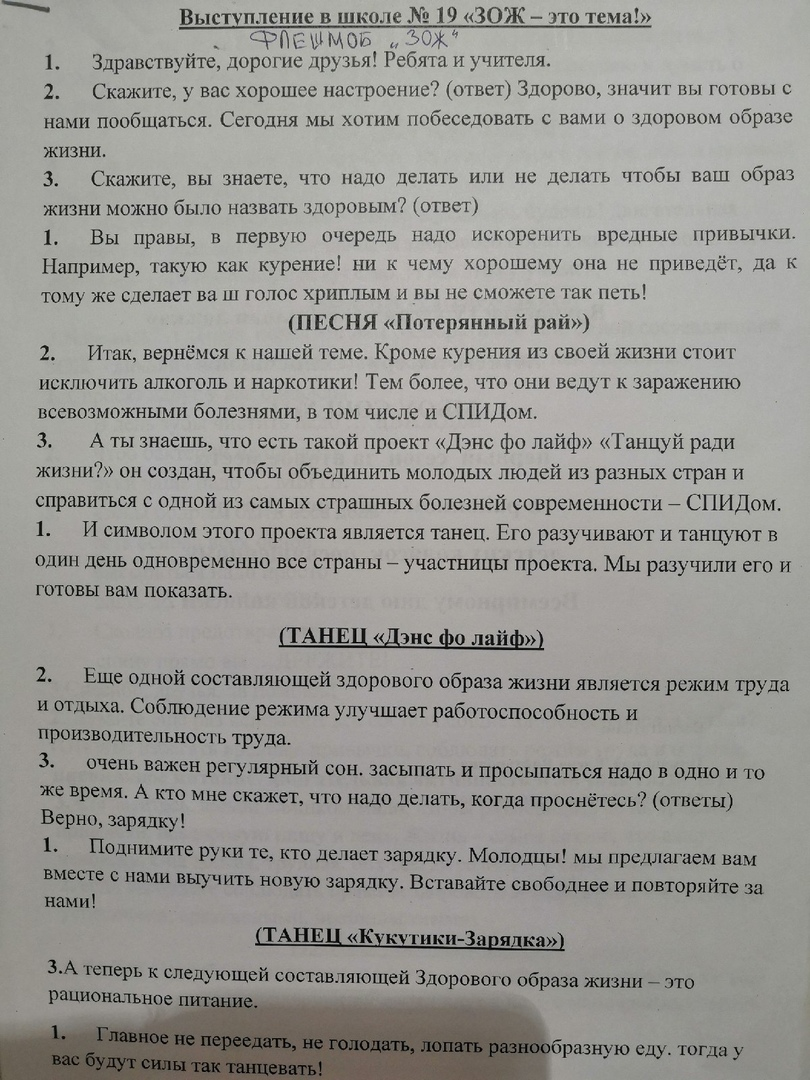 Выступление в школе № 19 «ЗОЖ – это тема!»
ФЛЕШМОБ „ЗОЖ"
1. Здравствуйте, дорогие друзья! Ребята и учителя.
2. Скажите, у вас хорошее настроение? (ответ) Здорово, значит вы готовы с
нами пообщаться. Сегодня мы хотим побеседовать с вами о здоровом образе
жизни.
3. Скажите, вы знаете, что надо делать или не делать чтобы ваш образ
жизни можно было назвать здоровым? (ответ)
1. Вы правы, в первую очередь надо искоренить вредные привычки.
Например, такую как курение! ни к чему хорошему она не приведёт, да к
тому же сделает ва ш голос хриплым и вы не сможете так петь!
(ПЕСНЯ «Потерянный рай»)
2. Итак, вернёмся к нашей теме. Кроме курения из своей жизни стоит
исключить алкоголь и наркотики! Тем более, что они ведут к заражению
всевозможными болезнями, в том числе и СПИДом.
3. А ты знаешь, что есть такой проект «Дэнс фо лайф» «Танцуй ради
жизни?» он создан, чтобы объединить молодых людей из разных стран и
справиться с одной из самых страшных болезней современности – СПИДом.
1. И символом этого проекта является танец. Его разучивают и танцуют в
один день одновременно все страны – участницы проекта. Мы разучили его и
готовы вам показать.
(ТАНЕЦ «Дэнс фо лайф»)
2. Еще одной составляющей здорового образа жизни является режим труда
и отдыха. Соблюдение режима улучшает работоспособность и
производительность труда.
3. очень важен регулярный сон. засыпать и просыпаться надо в одно и то
же время. А кто мне скажет, что надо делать, когда проснётесь? (ответы)
Верно, зарядку!
1. Поднимите руки те, кто делает зарядку. Молодцы! мы предлагаем вам
вместе с нами выучить новую зарядку. Вставайте свободнее и повторяйте за
нами!
(ТАНЕЦ «Кукутики-Зарядка»)
3.А теперь к следующей составляющей Здорового образа жизни – это
рациональное питание.
1. Главное не переедать, не голодать, лопать разнообразную еду. тогда у
вас будут силы так танцевать!